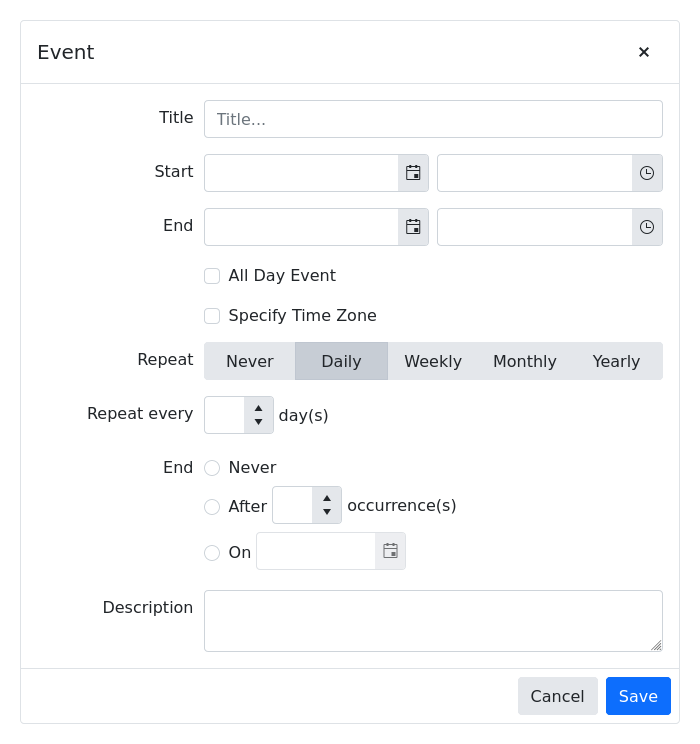 Event
Title Title...
Start
End
All Day Event
Specify Time Zone
Repeat Never Daily Weekly Monthly Yearly
Repeat every day(s)
End Never
After occurrence(s)
On
Description
Cancel Save